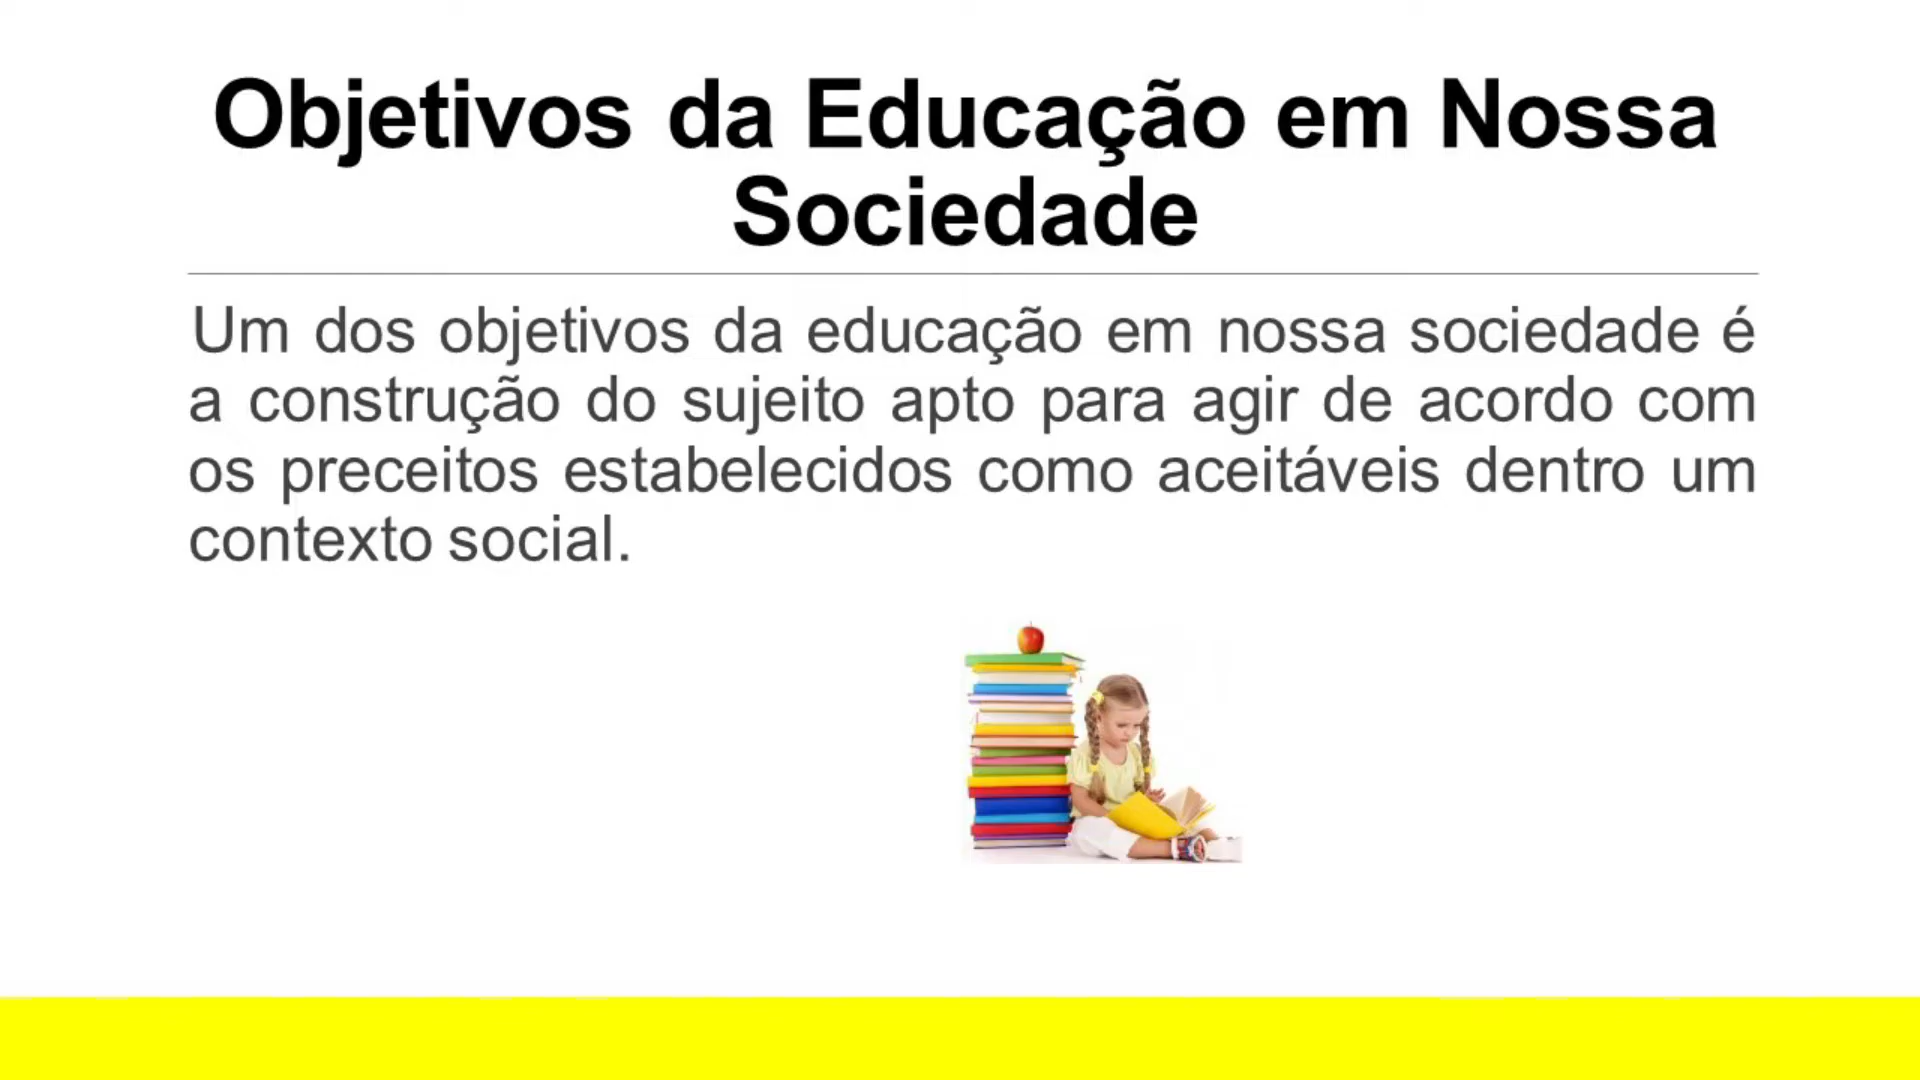 Objetivos da Educação em Nossa
Sociedade
Um dos objetivos da educação em nossa sociedade é
a construção do sujeito apto para agir de acordo com
os preceitos estabelecidos como aceitáveis dentro um
contexto social.